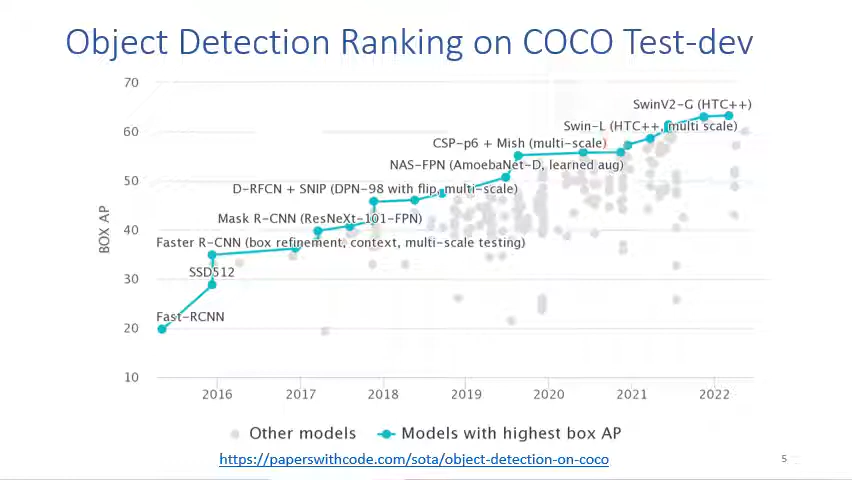 Object Detection Ranking on COCO Test-dev
70
SwinV2-G (HTC++)
60
Swin-L (HTC++, multi scale)
CSP-p6 + Mish (multi-scale)
NAS-FPN (AmoebaNet-D, learned aug)
50
D-RFCN + SNIP (DPN-98 with flip, multi-scale)
Mask R-CNN (ResNeXt-101-FPN)
BOX AP
40
Faster R-CNN (box refinement, context, multi-scale testing)
30
SSD512
Fast-RCNN
20
10
2016 2017 2018 2019 2020 2021 2022
Other models Models with highest box AP
https://paperswithcode.com/sota/object-detection-on-coco
5